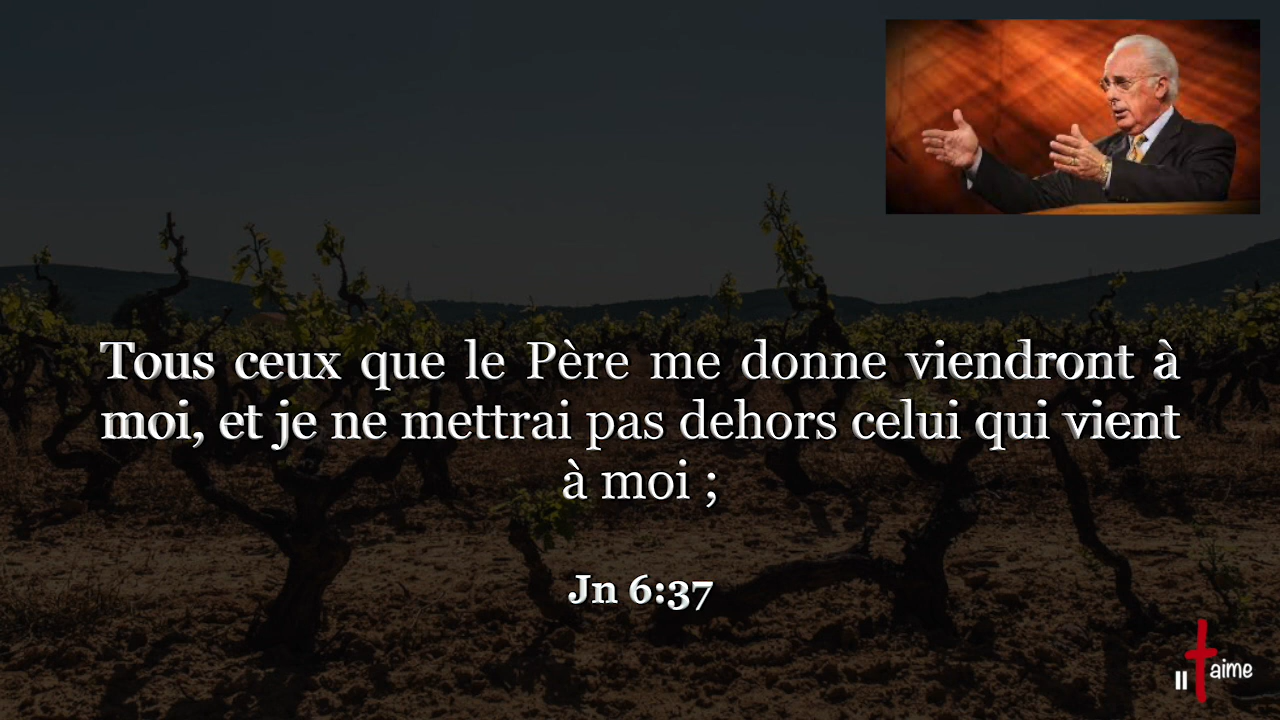 Tous ceux que le Père me donne viendront à
moi, et je ne mettrai pas dehors celui qui vient
à moi ;
Jn 6:37
Il t aime